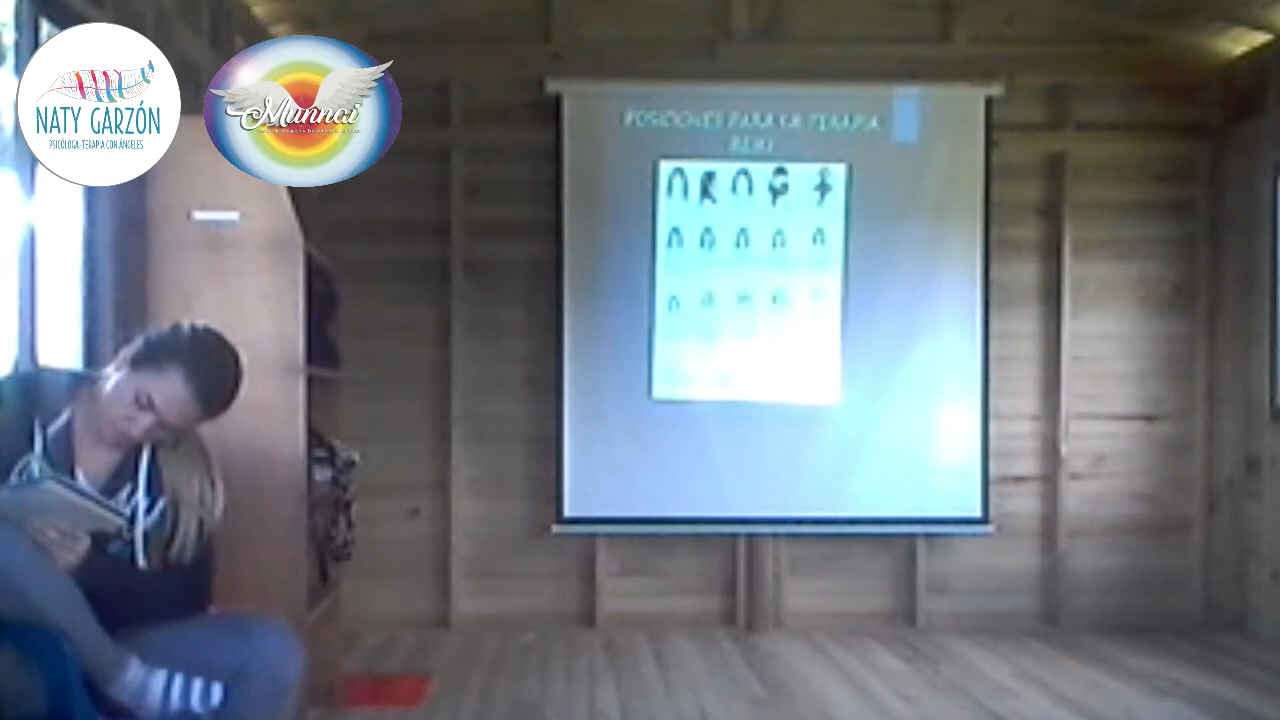 NATY GARZÓN
PSICÓLOGA-TERAPIA CON ÁNGELES
Munnai
POSICIONES PARA LA TERAPIA
REIKI